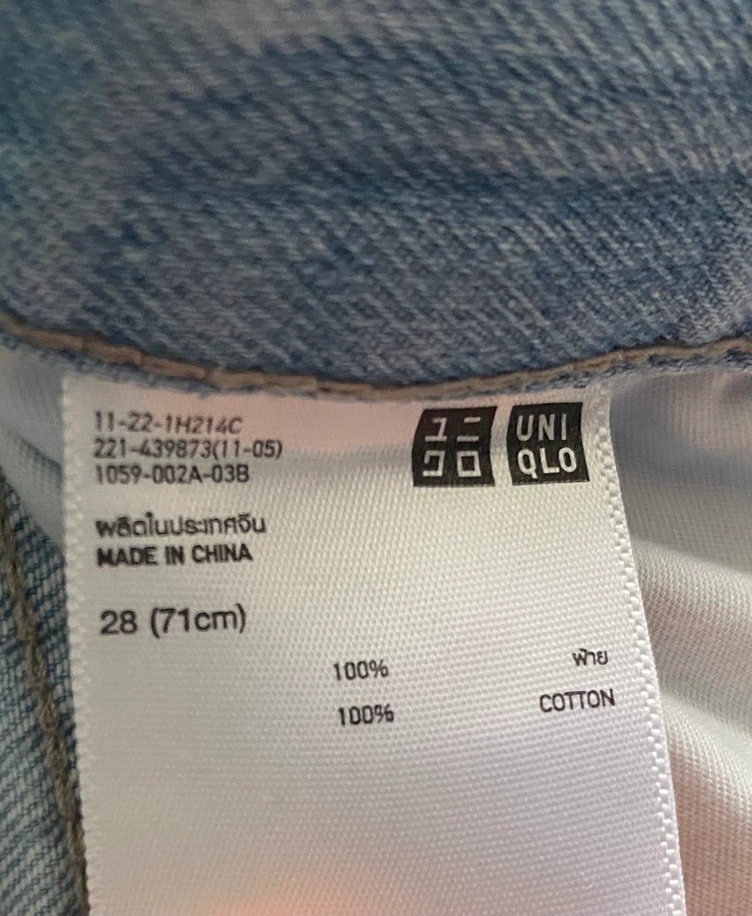 11-22-1H214C
221-439873(11-05)
1059-002A-03B
ユニ
クロ
UNI
QLO
ผลิตในประเทศจีน
MADE IN CHINA
28 (71cm)
100% ฝ้าย
100% COTTON